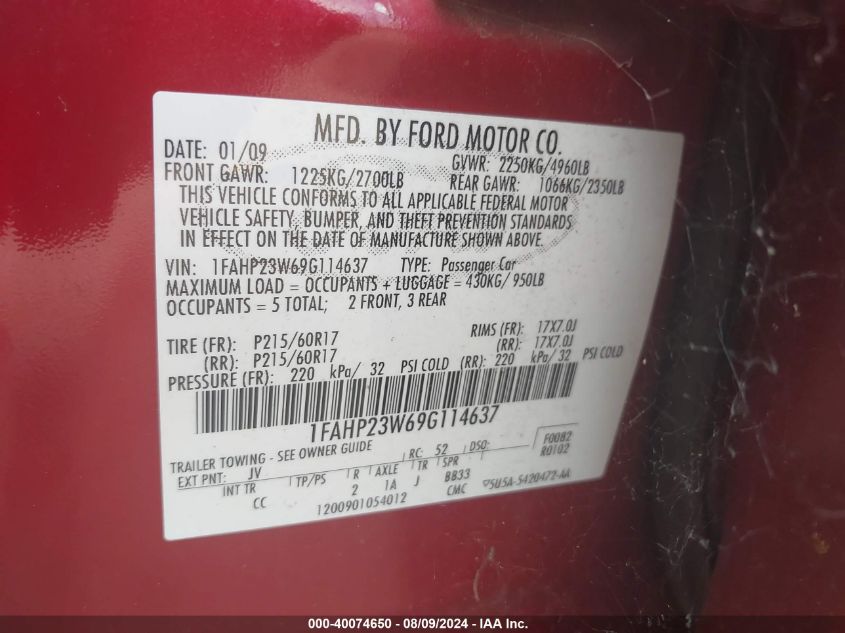 MFD. BY FORD MOTOR CO.
DATE: 01/09 GVWR: 2250KG/4960LB
FRONT GAWR: 1225KG/2700LB REAR GAWR: 1066KG/2350LB
THIS VEHICLE CONFORMS TO ALL APPLICABLE FEDERAL MOTOR
VEHICLE SAFETY, BUMPER, AND THEFT PREVENTION STANDARDS
IN EFFECT ON THE DATE OF MANUFACTURE SHOWN ABOVE.
VIN: 1FAHP23W69G114637 TYPE: Passenger Car
MAXIMUM LOAD = OCCUPANTS + LUGGAGE = 430KG/ 950LB
OCCUPANTS = 5 TOTAL; 2 FRONT, 3 REAR
TIRE (FR): P215/60R17 RIMS (FR): 17X7.0J
(RR): P215/60R17 (RR): 17X7.0J
PRESSURE (FR): 220 kPa/ 32 PSI COLD (RR): 220 kPa/ 32 PSI COLD
1FAHP23W69G114637
TRAILER TOWING - SEE OWNER GUIDE F0082
EXT PNT: JV RC: 52 DSO: R0102
INT TR TP/PS R AXLE TR SPR
CC 2 1A J BB33
1200901054012 CMC 5U5A-5420472-AA
000-40074650 - 08/09/2024 - IAA Inc.